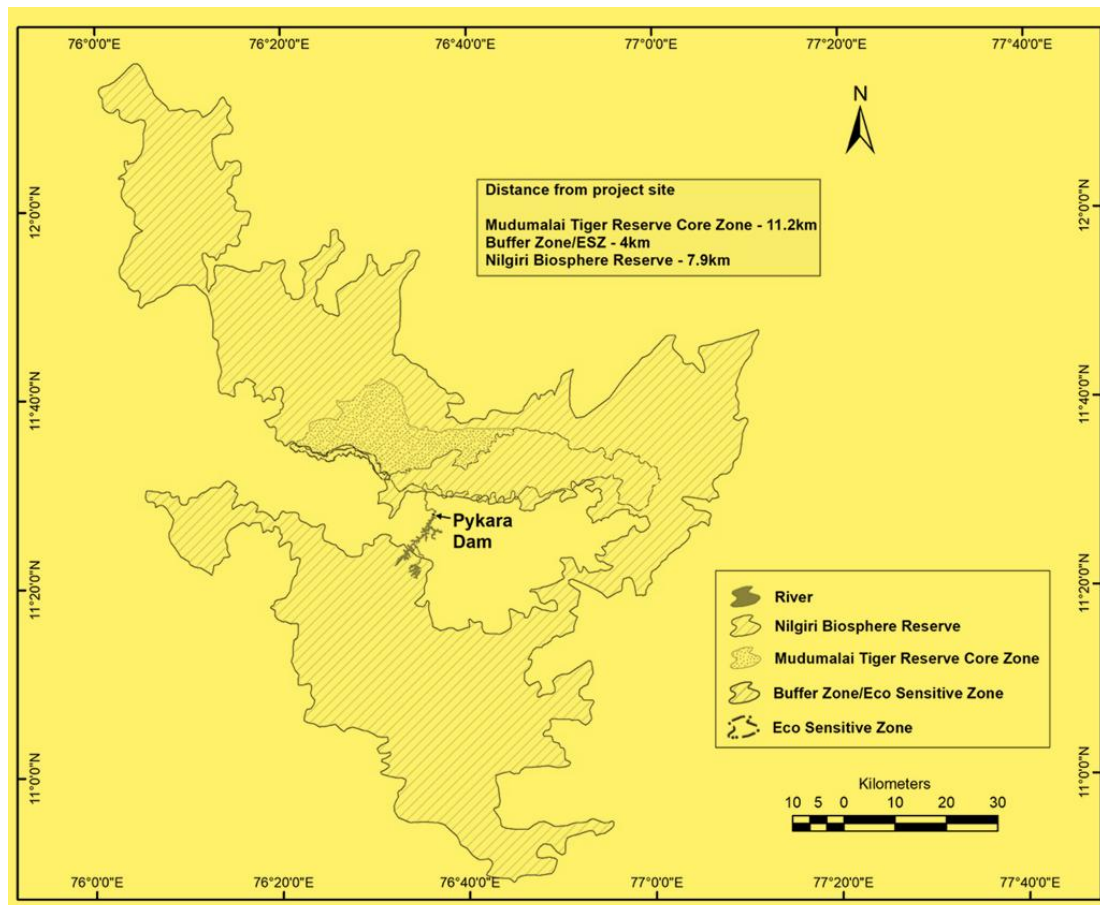 76°0'0"E 76°20'0"E 76°40'0"E 77°0'0"E 77°20'0"E 77°40'0"E
N
Distance from project site
Mudumalai Tiger Reserve Core Zone - 11.2km
Buffer Zone/ESZ - 4km
Nilgiri Biosphere Reserve - 7.9km
12°0'0"N 12°0'0"N
11°40'0"N 11°40'0"N
Pykara
Dam
11°20'0"N 11°20'0"N
River
Nilgiri Biosphere Reserve
Mudumalai Tiger Reserve Core Zone
Buffer Zone/Eco Sensitive Zone
Eco Sensitive Zone
11°0'0"N 11°0'0"N
Kilometers
10 5 0 10 20 30
76°0'0"E 76°20'0"E 76°40'0"E 77°0'0"E 77°20'0"E 77°40'0"E